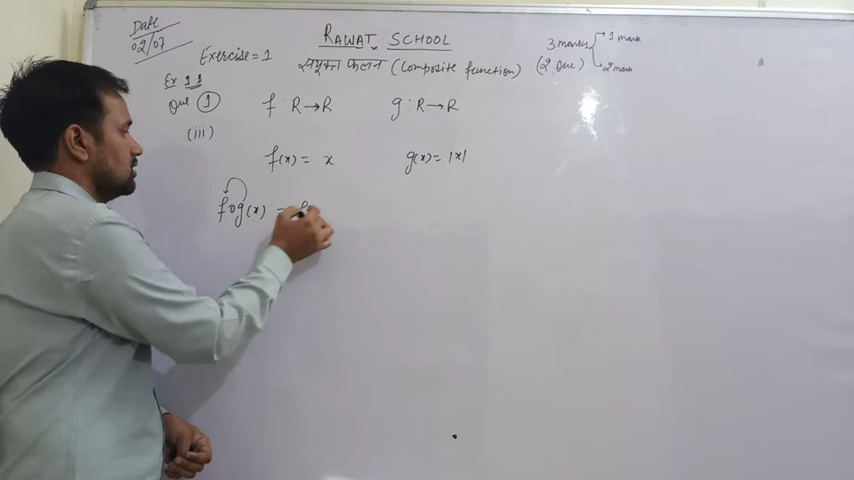 Date
02/07
RAWAT SCHOOL
Exercise = 1
संयुक्त फलन (Composite function)
3 marks 1 mark
(2 Que) 2 mark
Ex 1.1
Que 1 f : R→R g : R→R
(iii)
f(x) = x g(x) = |x|
fog(x) = f